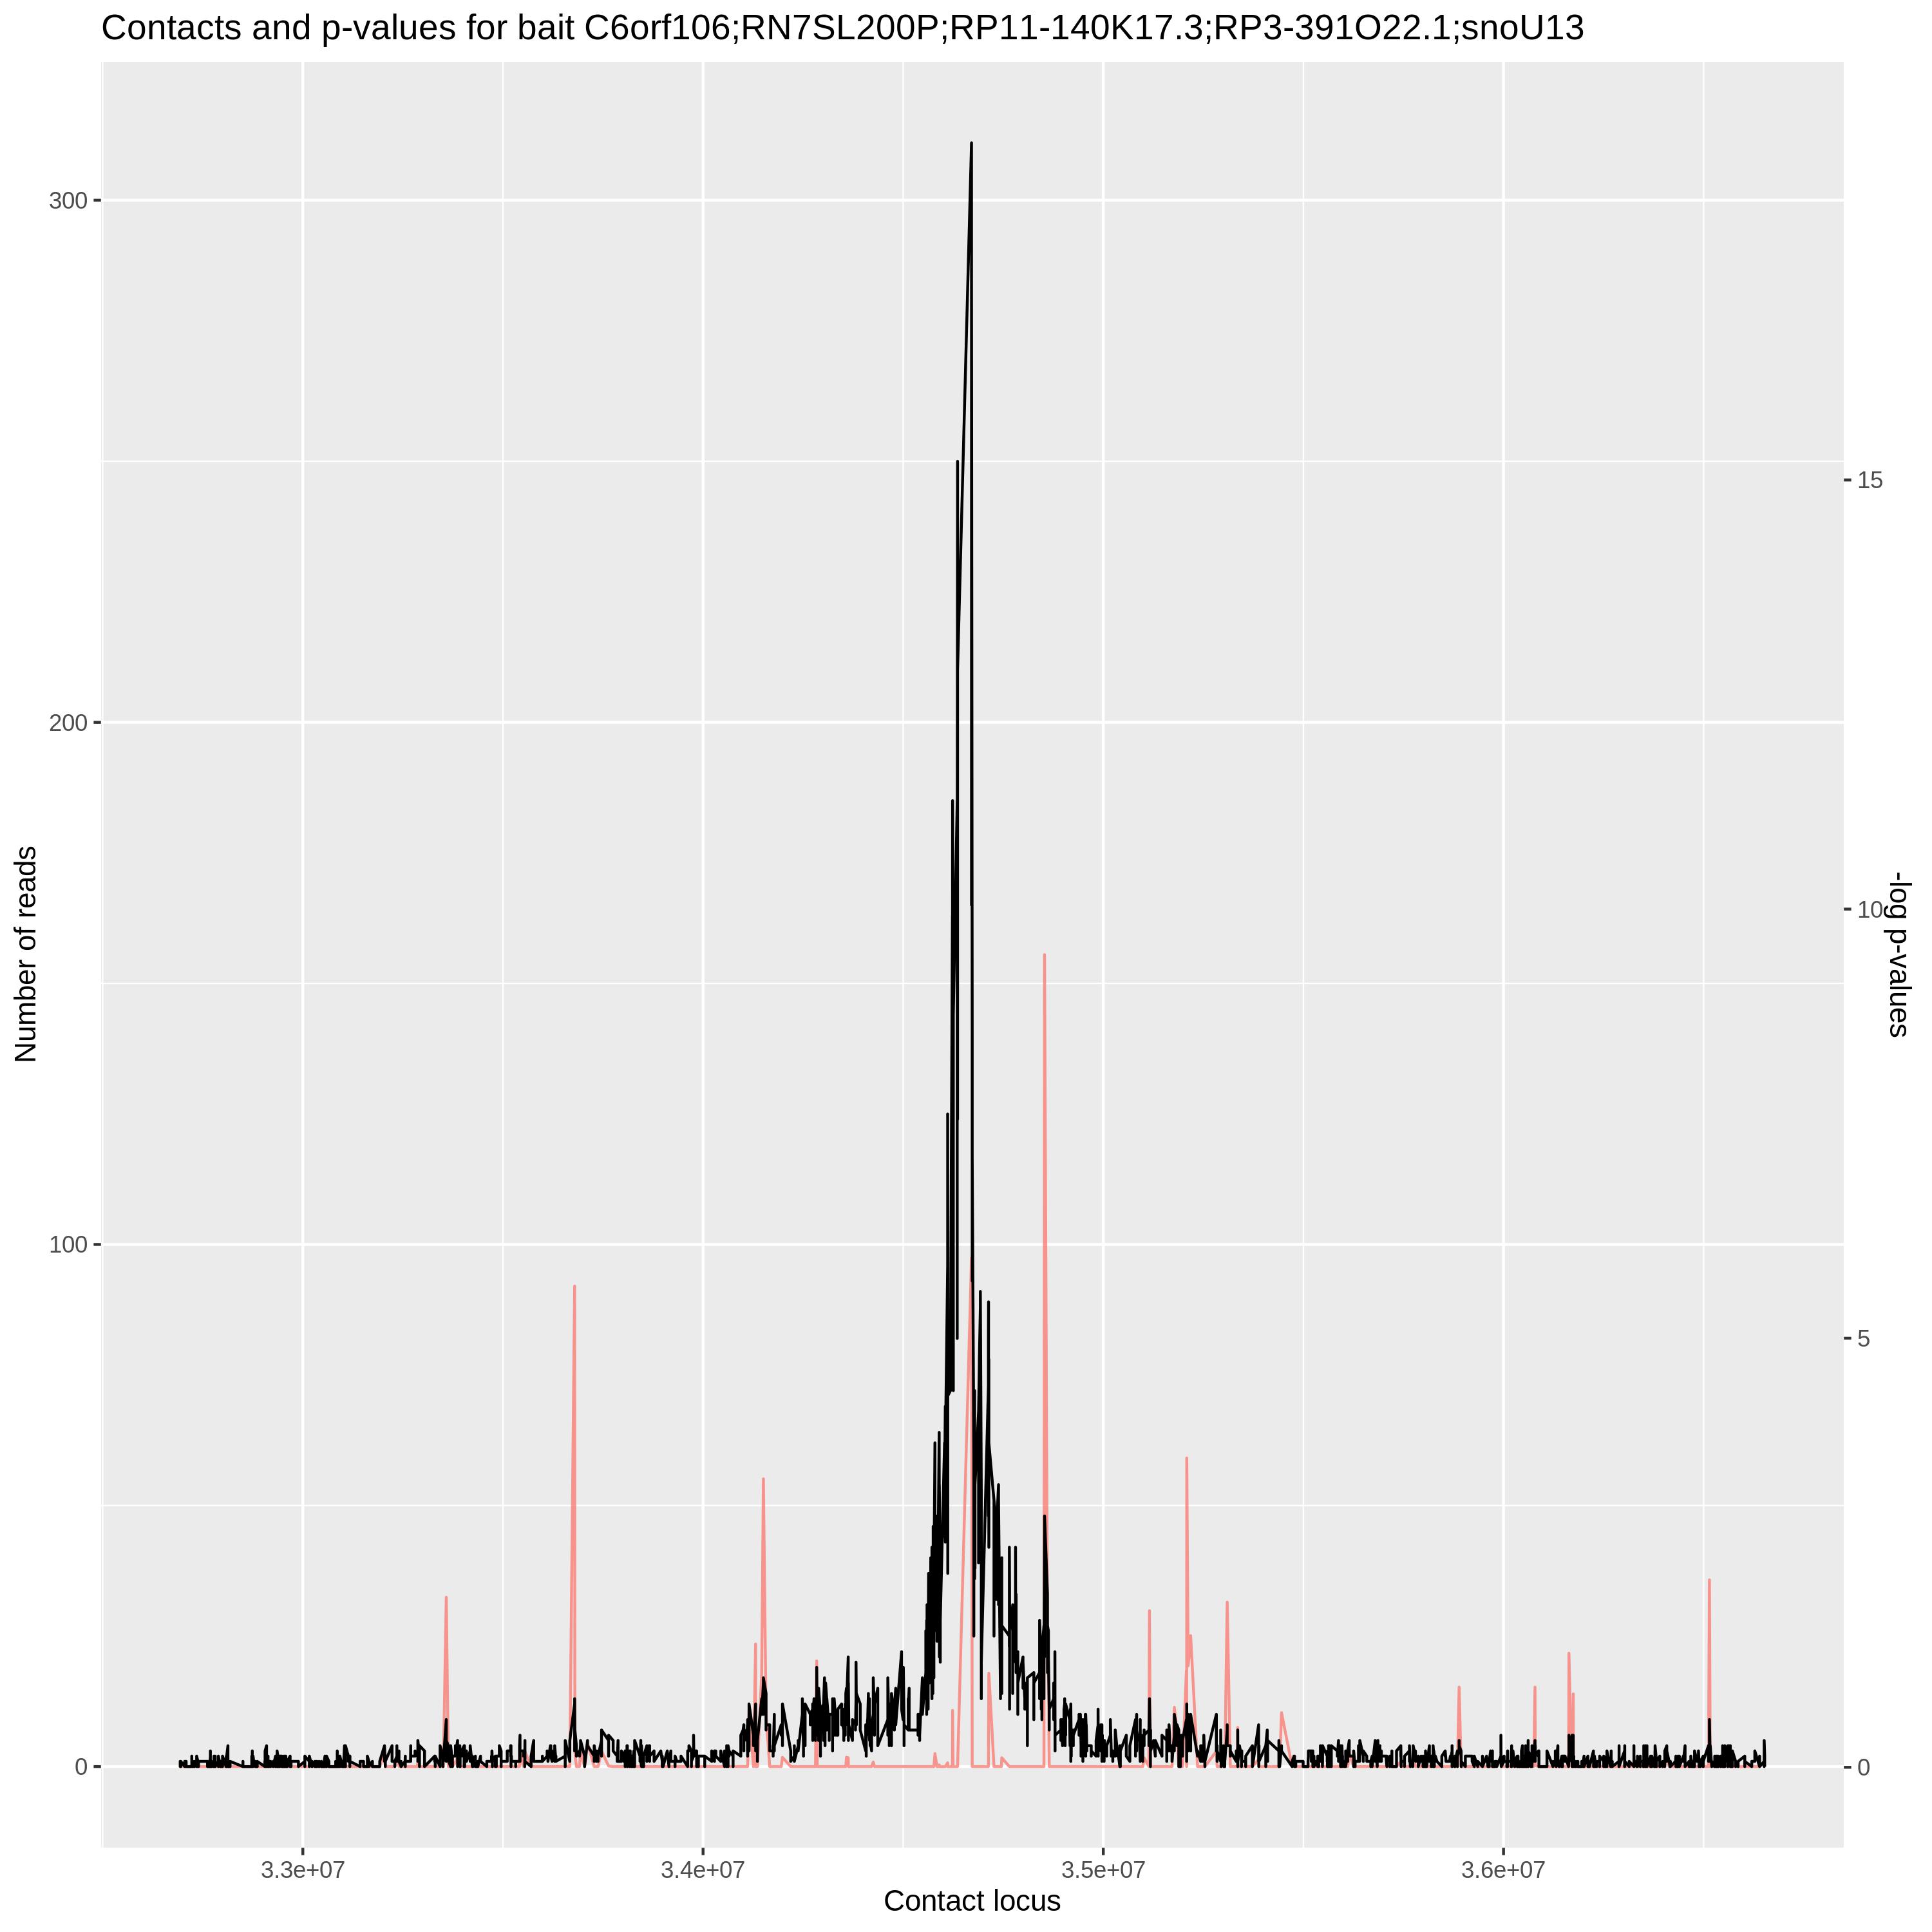 Contacts and p-values for bait C6orf106;RN7SL200P;RP11-140K17.3;RP3-391O22.1;snoU13
300
200
100
0
Number of reads
15
10
5
0
-log p-values
3.3e+07 3.4e+07 3.5e+07 3.6e+07
Contact locus